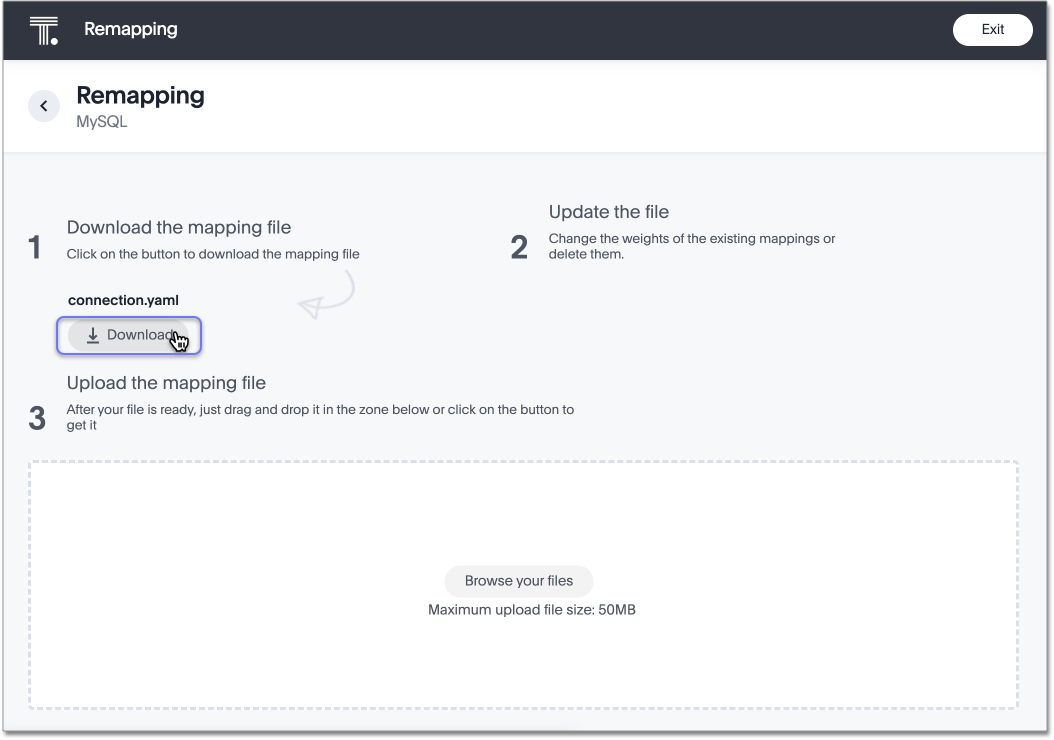 T.
Remapping
Exit
Remapping
MySQL
1
Download the mapping file
Click on the button to download the mapping file
connection.yaml
Download
2
Update the file
Change the weights of the existing mappings or
delete them.
3
Upload the mapping file
After your file is ready, just drag and drop it in the zone below or click on the button to
get it
Browse your files
Maximum upload file size: 50MB